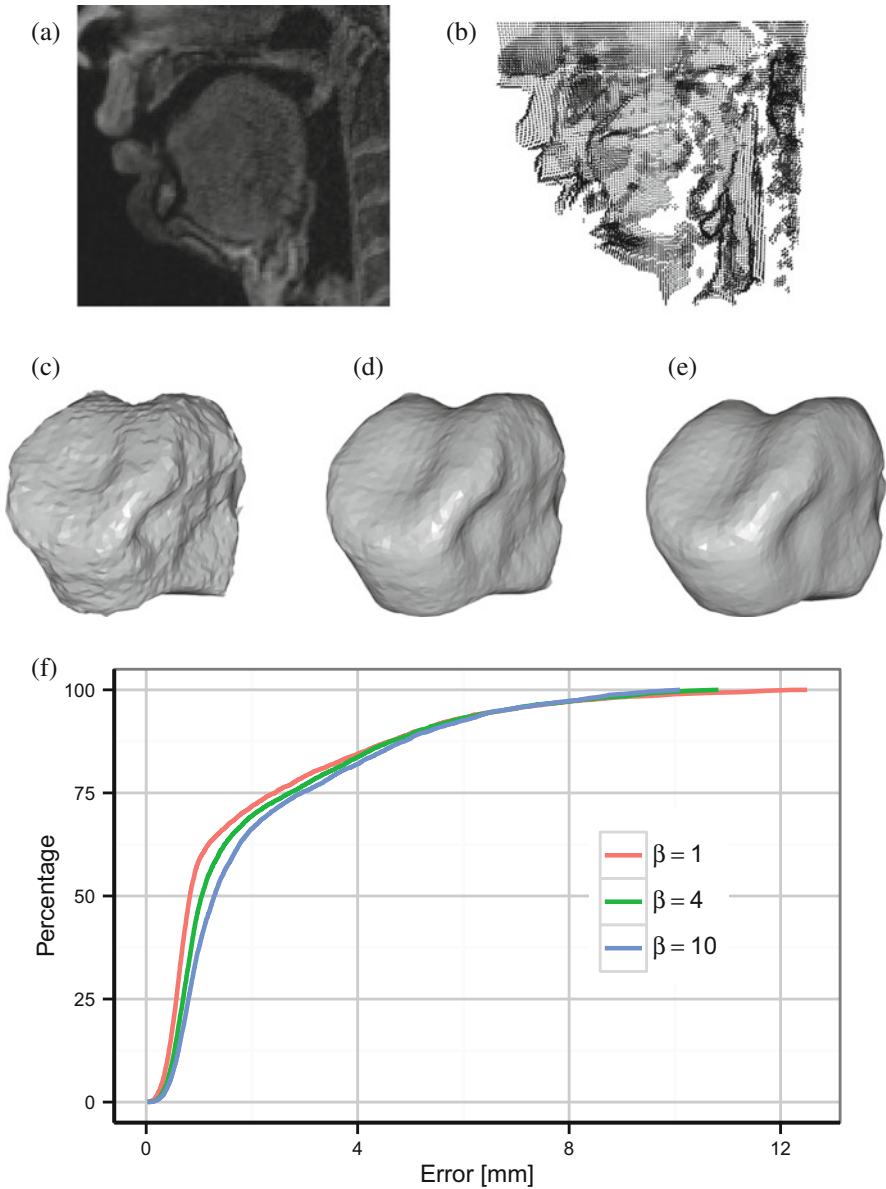 (a)
(b)
(c)
(d)
(e)
(f)
100
75
50
25
0
Percentage
β = 1
β = 4
β = 10
0
4
8
12
Error [mm]